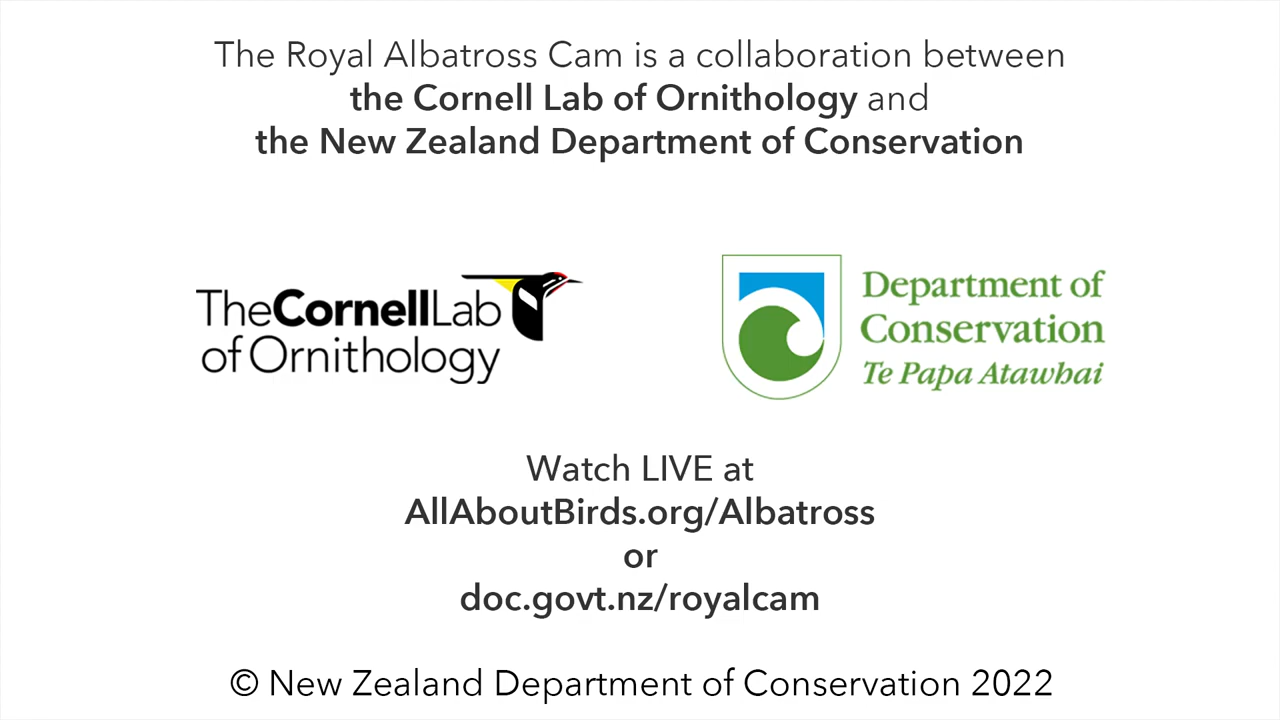 The Royal Albatross Cam is a collaboration between
the Cornell Lab of Ornithology and
the New Zealand Department of Conservation
TheCornellLab
of Ornithology
Department of
Conservation
Te Papa Atawhai
Watch LIVE at
AllAboutBirds.org/Albatross
or
doc.govt.nz/royalcam
© New Zealand Department of Conservation 2022